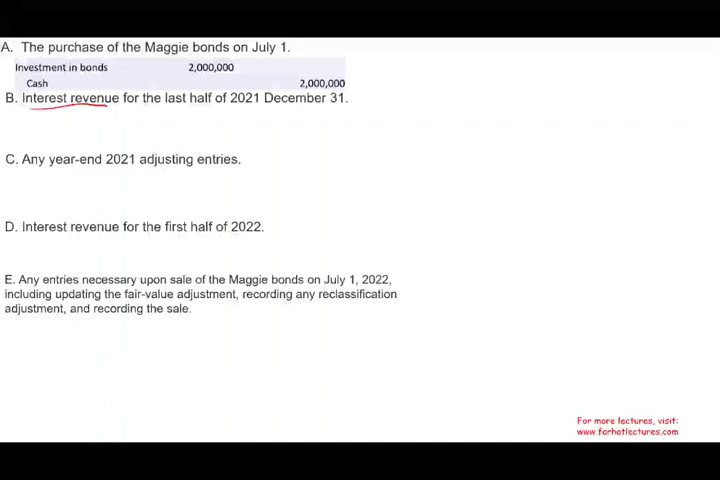 A. The purchase of the Maggie bonds on July 1.
Investment in bonds 2,000,000
Cash 2,000,000
B. Interest revenue for the last half of 2021 December 31.
C. Any year-end 2021 adjusting entries.
D. Interest revenue for the first half of 2022.
E. Any entries necessary upon sale of the Maggie bonds on July 1, 2022,
including updating the fair-value adjustment, recording any reclassification
adjustment, and recording the sale.
For more lectures, visit:
www.farhatlectures.com